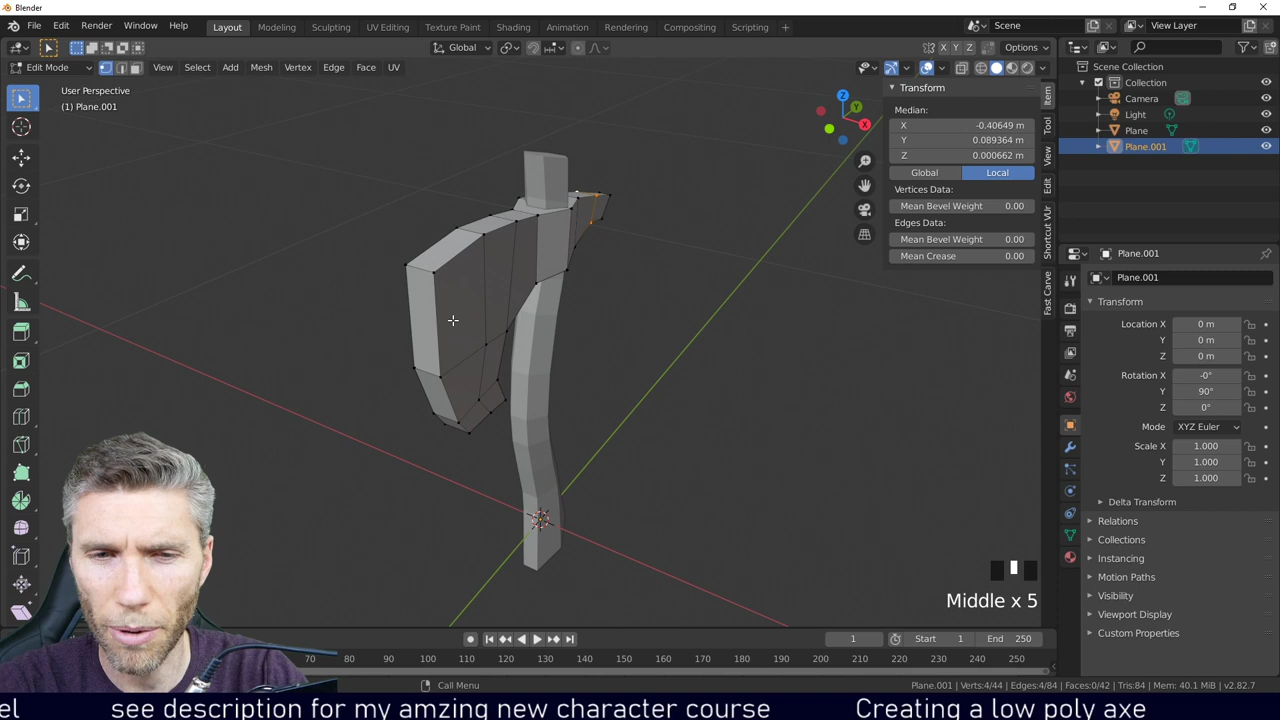 Blender
File Edit Render Window Help
Layout Modeling Sculpting UV Editing Texture Paint Shading Animation Rendering Compositing Scripting +
Scene
View Layer
Global
X Y Z Options
Edit Mode
View Select Add Mesh Vertex Edge Face UV
User Perspective
(1) Plane.001
Z
Y
X
Transform
Median:
X -0.40649 m
Y 0.089364 m
Z 0.000662 m
Global Local
Vertices Data:
Mean Bevel Weight 0.00
Edges Data:
Mean Bevel Weight 0.00
Mean Crease 0.00
Item
Tool
View
Edit
Shortcut VUr
Fast Carve
Scene Collection
Collection
Camera
Light
Plane
Plane.001
Plane.001
Plane.001
Transform
Location X 0 m
Y 0 m
Z 0 m
Rotation X -0°
Y 90°
Z 0°
Mode XYZ Euler
Scale X 1.000
Y 1.000
Z 1.000
Delta Transform
Relations
Collections
Instancing
Motion Paths
Visibility
Viewport Display
Custom Properties
Middle x 5
1 Start 1 End 250
70 80 90 100 110 120 130 140 150 160 170 180 190 200 210 220 230 240 250
Call Menu
Plane.001 | Verts:4/44 | Edges:4/84 | Faces:0/42 | Tris:84 | Mem: 40.1 MiB | v2.82.7
el see description for my amzing new character course Creating a low poly axe